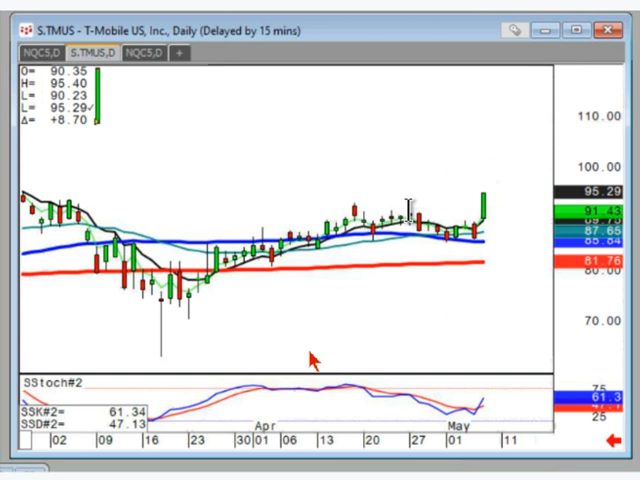 S.TMUS - T-Mobile US, Inc., Daily (Delayed by 15 mins)
NQC5,D S.TMUS,D NQC5,D +
O= 90.35
H= 95.40
L= 90.23
L= 95.29✓
Δ= +8.70
110.00
100.00
95.29
91.43
87.65
85.84
81.76
80.00
70.00
SStoch#2
75
61.3
25
SSK#2= 61.34
SSD#2= 47.13
Apr May
02 09 16 23 30 01 06 13 20 27 01 11